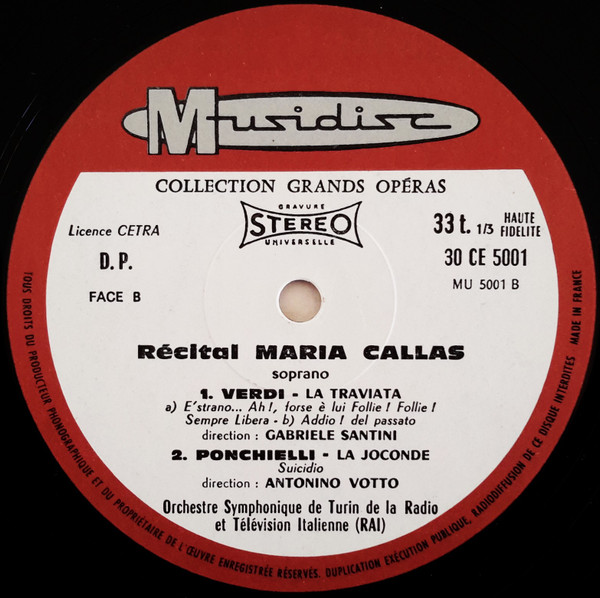 Musidisc
COLLECTION GRANDS OPÉRAS
GRAVURE
STEREO
UNIVERSELLE
Licence CETRA
D.P.
FACE B
33 t. 1/3 HAUTE FIDELITE
30 CE 5001
MU 5001 B
Récital MARIA CALLAS
soprano
1. VERDI - LA TRAVIATA
a) E'strano... Ah !, forse è lui Follie ! Follie !
Sempre Libera - b) Addio ! del passato
direction : GABRIELE SANTINI
2. PONCHIELLI - LA JOCONDE
Suicidio
direction : ANTONINO VOTTO
Orchestre Symphonique de Turin de la Radio
et Télévision Italienne (RAI)
TOUS DROITS DU PRODUCTEUR PHONOGRAPHIQUE ET DU PROPRIÉTAIRE DE L'ŒUVRE ENREGISTRÉE RÉSERVÉS. DUPLICATION EXÉCUTION PUBLIQUE, RADIODIFFUSION DE CE DISQUE INTERDITES MADE IN FRANCE